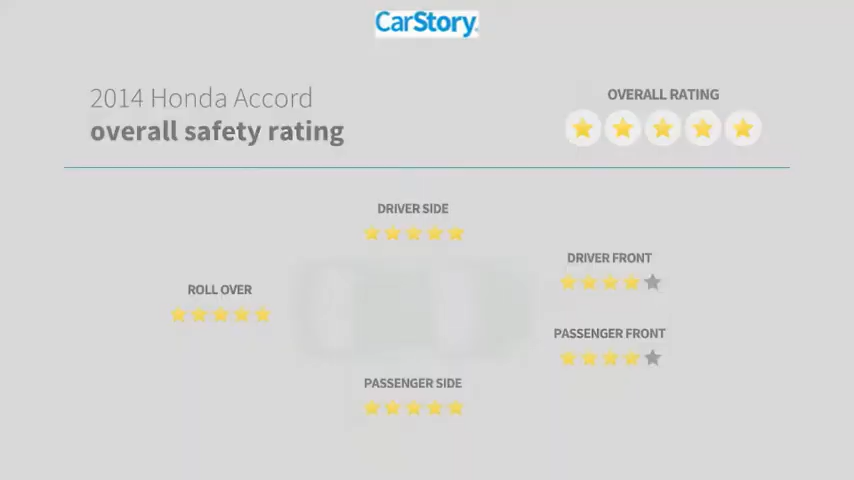 CarStory
2014 Honda Accord
overall safety rating
OVERALL RATING
DRIVER SIDE
DRIVER FRONT
ROLL OVER
PASSENGER FRONT
PASSENGER SIDE